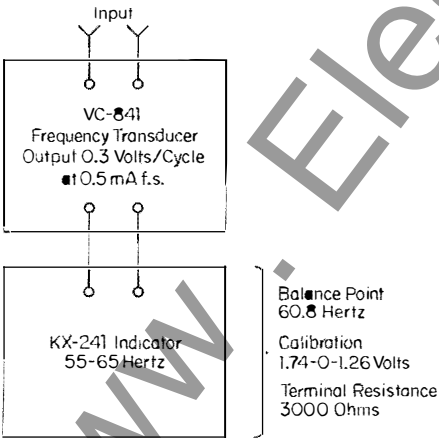 Input
VC-841
Frequency Transducer
Output 0.3 Volts/Cycle
at 0.5 mA f.s.
KX-241 Indicator
55-65 Hertz
Balance Point
60.8 Hertz
Calibration
1.74-0-1.26 Volts
Terminal Resistance
3000 Ohms